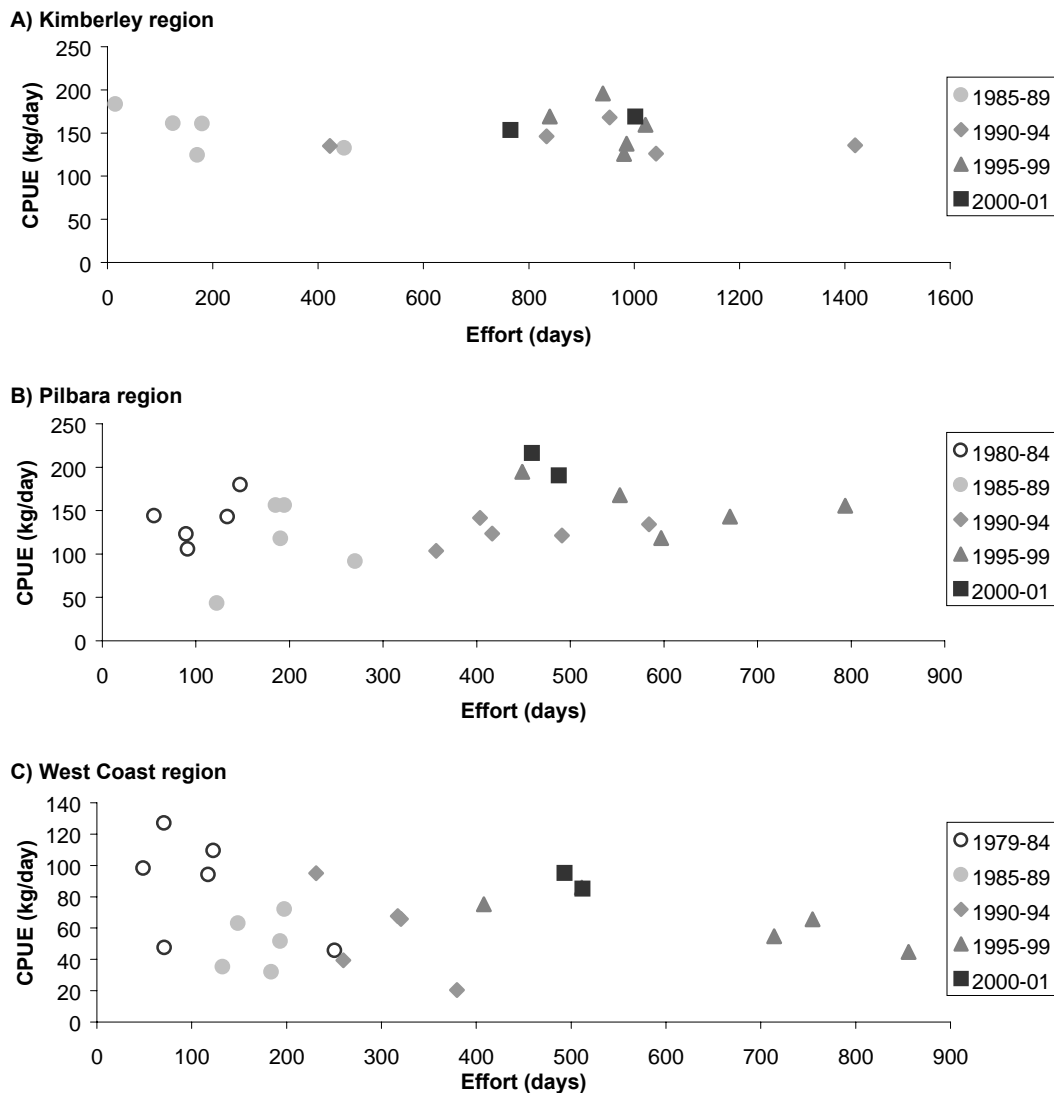 A) Kimberley region
250
200
150
100
50
0
CPUE (kg/day)
0 200 400 600 800 1000 1200 1400 1600
Effort (days)
1985-89
1990-94
1995-99
2000-01
B) Pilbara region
250
200
150
100
50
0
CPUE (kg/day)
0 100 200 300 400 500 600 700 800 900
Effort (days)
1980-84
1985-89
1990-94
1995-99
2000-01
C) West Coast region
140
120
100
80
60
40
20
0
CPUE (kg/day)
0 100 200 300 400 500 600 700 800 900
Effort (days)
1979-84
1985-89
1990-94
1995-99
2000-01